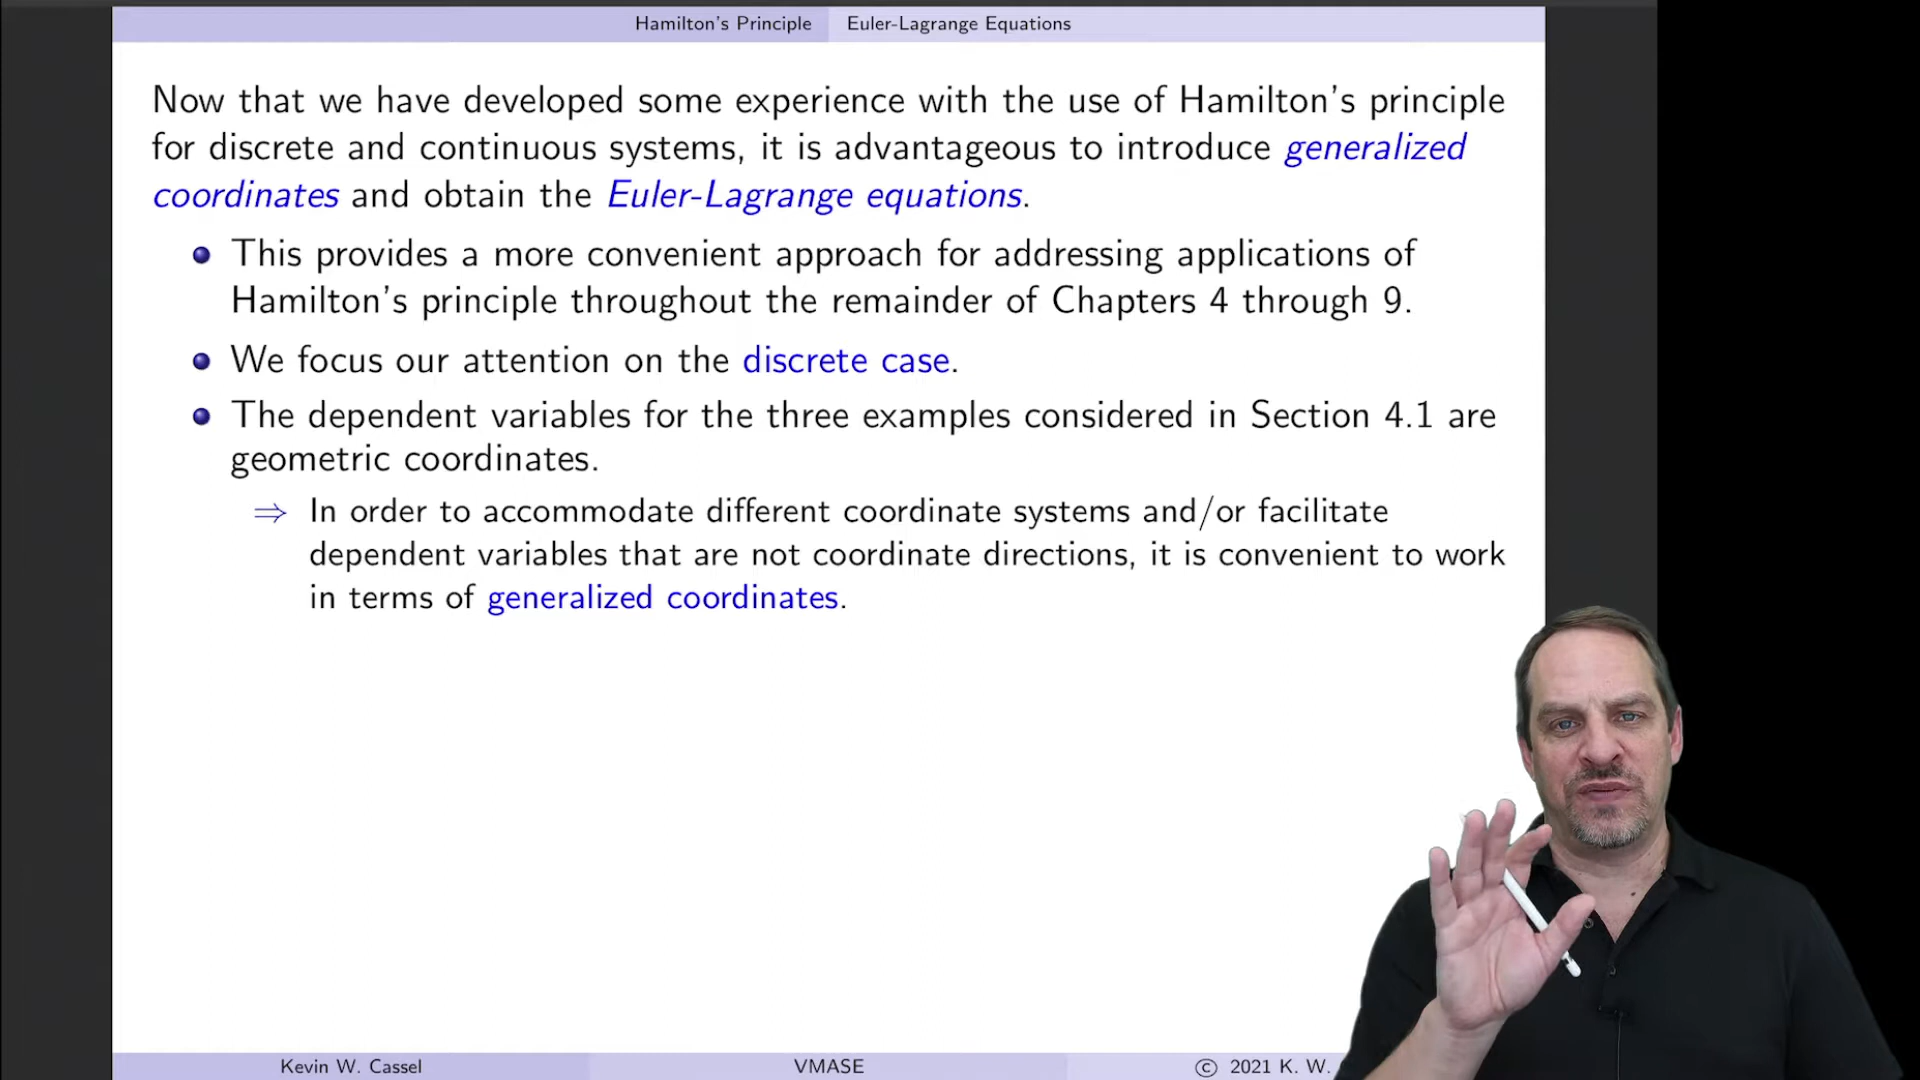 Hamilton's Principle Euler-Lagrange Equations
Now that we have developed some experience with the use of Hamilton's principle
for discrete and continuous systems, it is advantageous to introduce generalized
coordinates and obtain the Euler-Lagrange equations.
• This provides a more convenient approach for addressing applications of
Hamilton's principle throughout the remainder of Chapters 4 through 9.
• We focus our attention on the discrete case.
• The dependent variables for the three examples considered in Section 4.1 are
geometric coordinates.
⇒ In order to accommodate different coordinate systems and/or facilitate
dependent variables that are not coordinate directions, it is convenient to work
in terms of generalized coordinates.
Kevin W. Cassel VMASE © 2021 K. W.